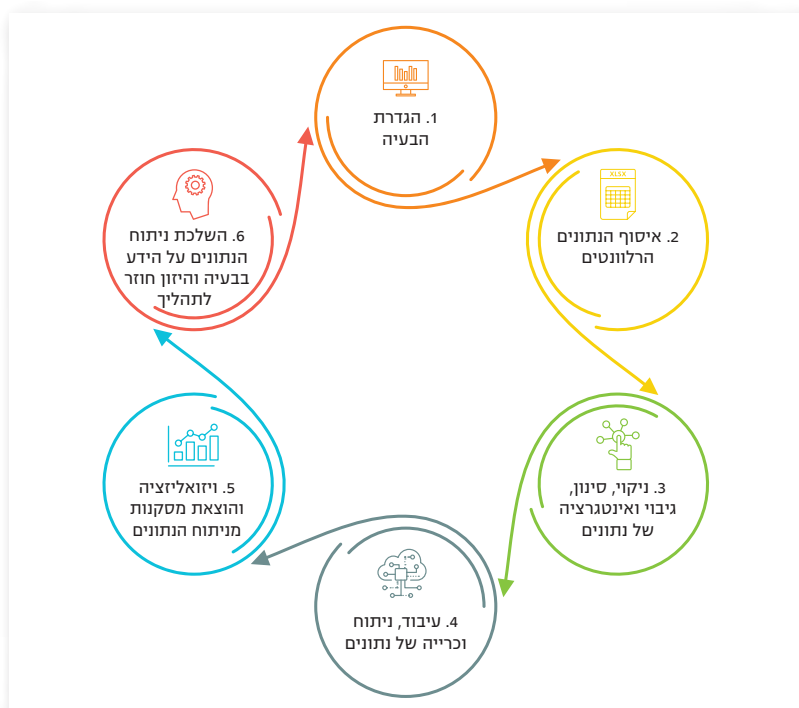 1. הגדרת
הבעיה
XLSX
2. איסוף הנתונים
הרלוונטים
3. ניקוי, סינון,
גיבוי ואינטגרציה
של נתונים
4. עיבוד, ניתוח
וכרייה של נתונים
5. ויזואליזציה
והוצאת מסקנות
מניתוח הנתונים
6. השלכת ניתוח
הנתונים על הידע
בבעיה והיזון חוזר
לתהליך